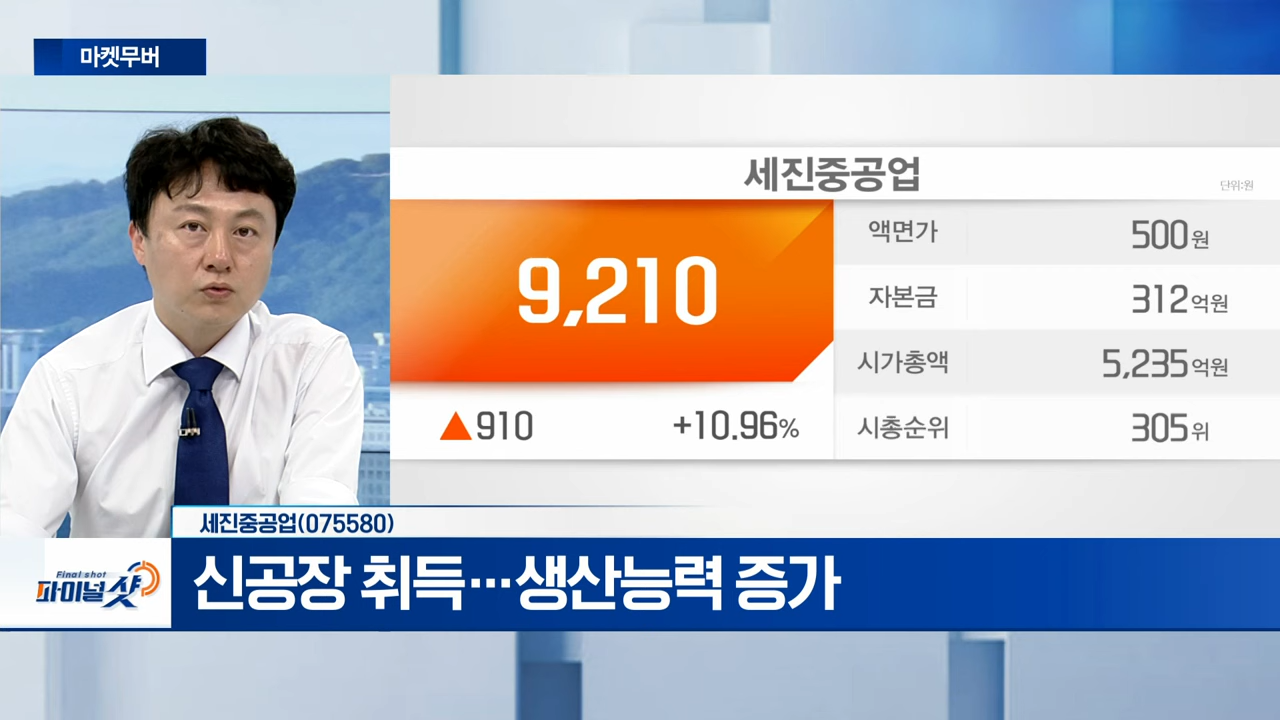 마켓무버
세진중공업
단위:원
9,210
▲910 +10.96%
액면가 500원
자본금 312억원
시가총액 5,235억원
시총순위 305위
세진중공업(075580)
Final shot
파이널샷
신공장 취득…생산능력 증가